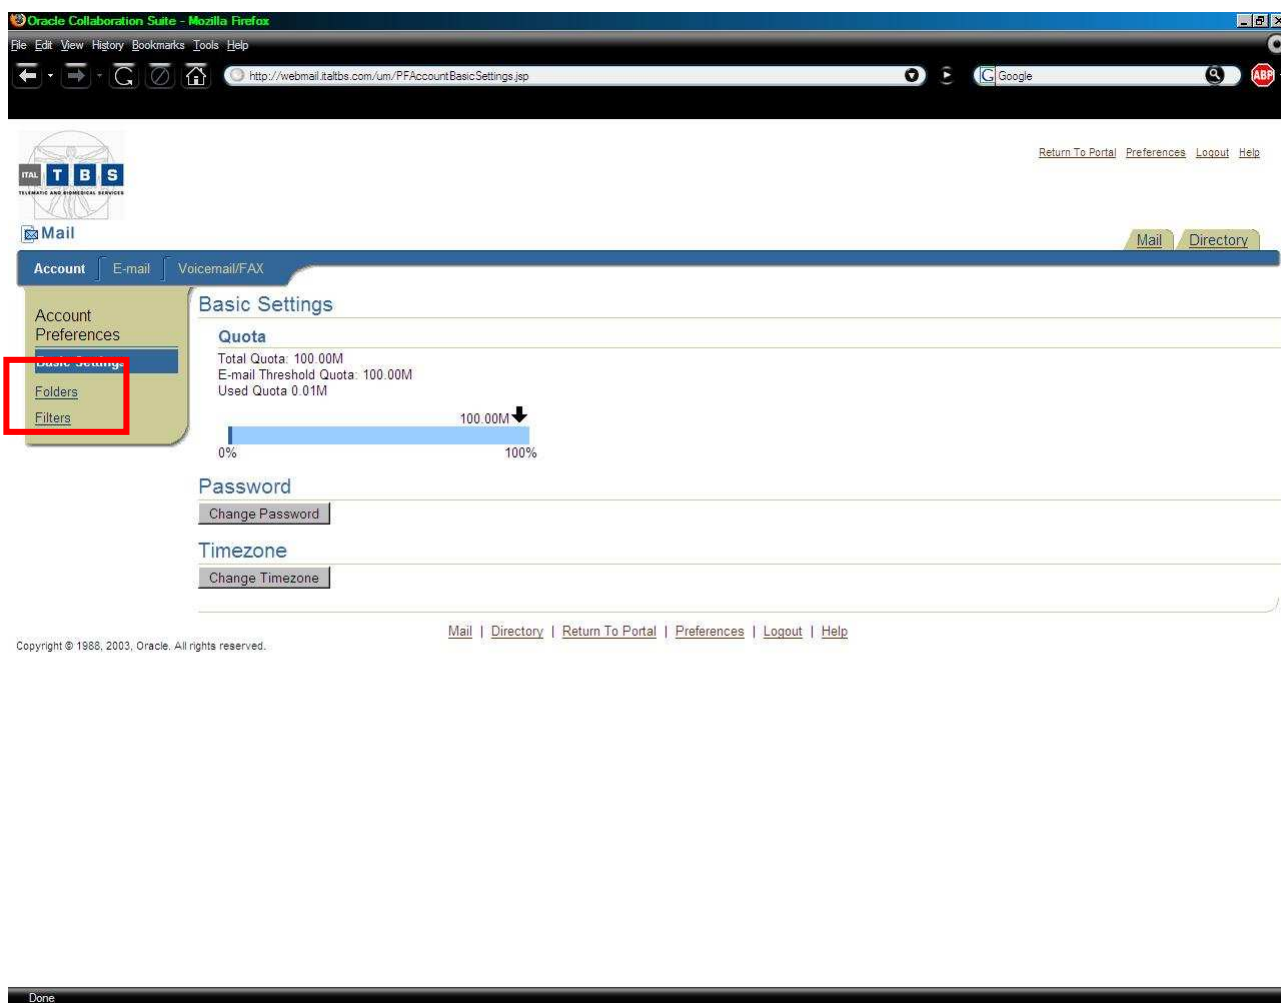 Oracle Collaboration Suite - Mozilla Firefox
File Edit View History Bookmarks Tools Help
http://webmail.italtbs.com/um/PFAccountBasicSettings.jsp
G Google
ABP
ITAL T B S
TELEMATIC AND BIOMEDICAL SERVICES
Return To Portal Preferences Logout Help
Mail
Mail Directory
Account E-mail Voicemail/FAX
Account
Preferences
Basic Settings
Folders
Filters
Basic Settings
Quota
Total Quota: 100.00M
E-mail Threshold Quota: 100.00M
Used Quota 0.01M
100.00M
0% 100%
Password
Change Password
Timezone
Change Timezone
Mail | Directory | Return To Portal | Preferences | Logout | Help
Copyright © 1988, 2003, Oracle. All rights reserved.
Done